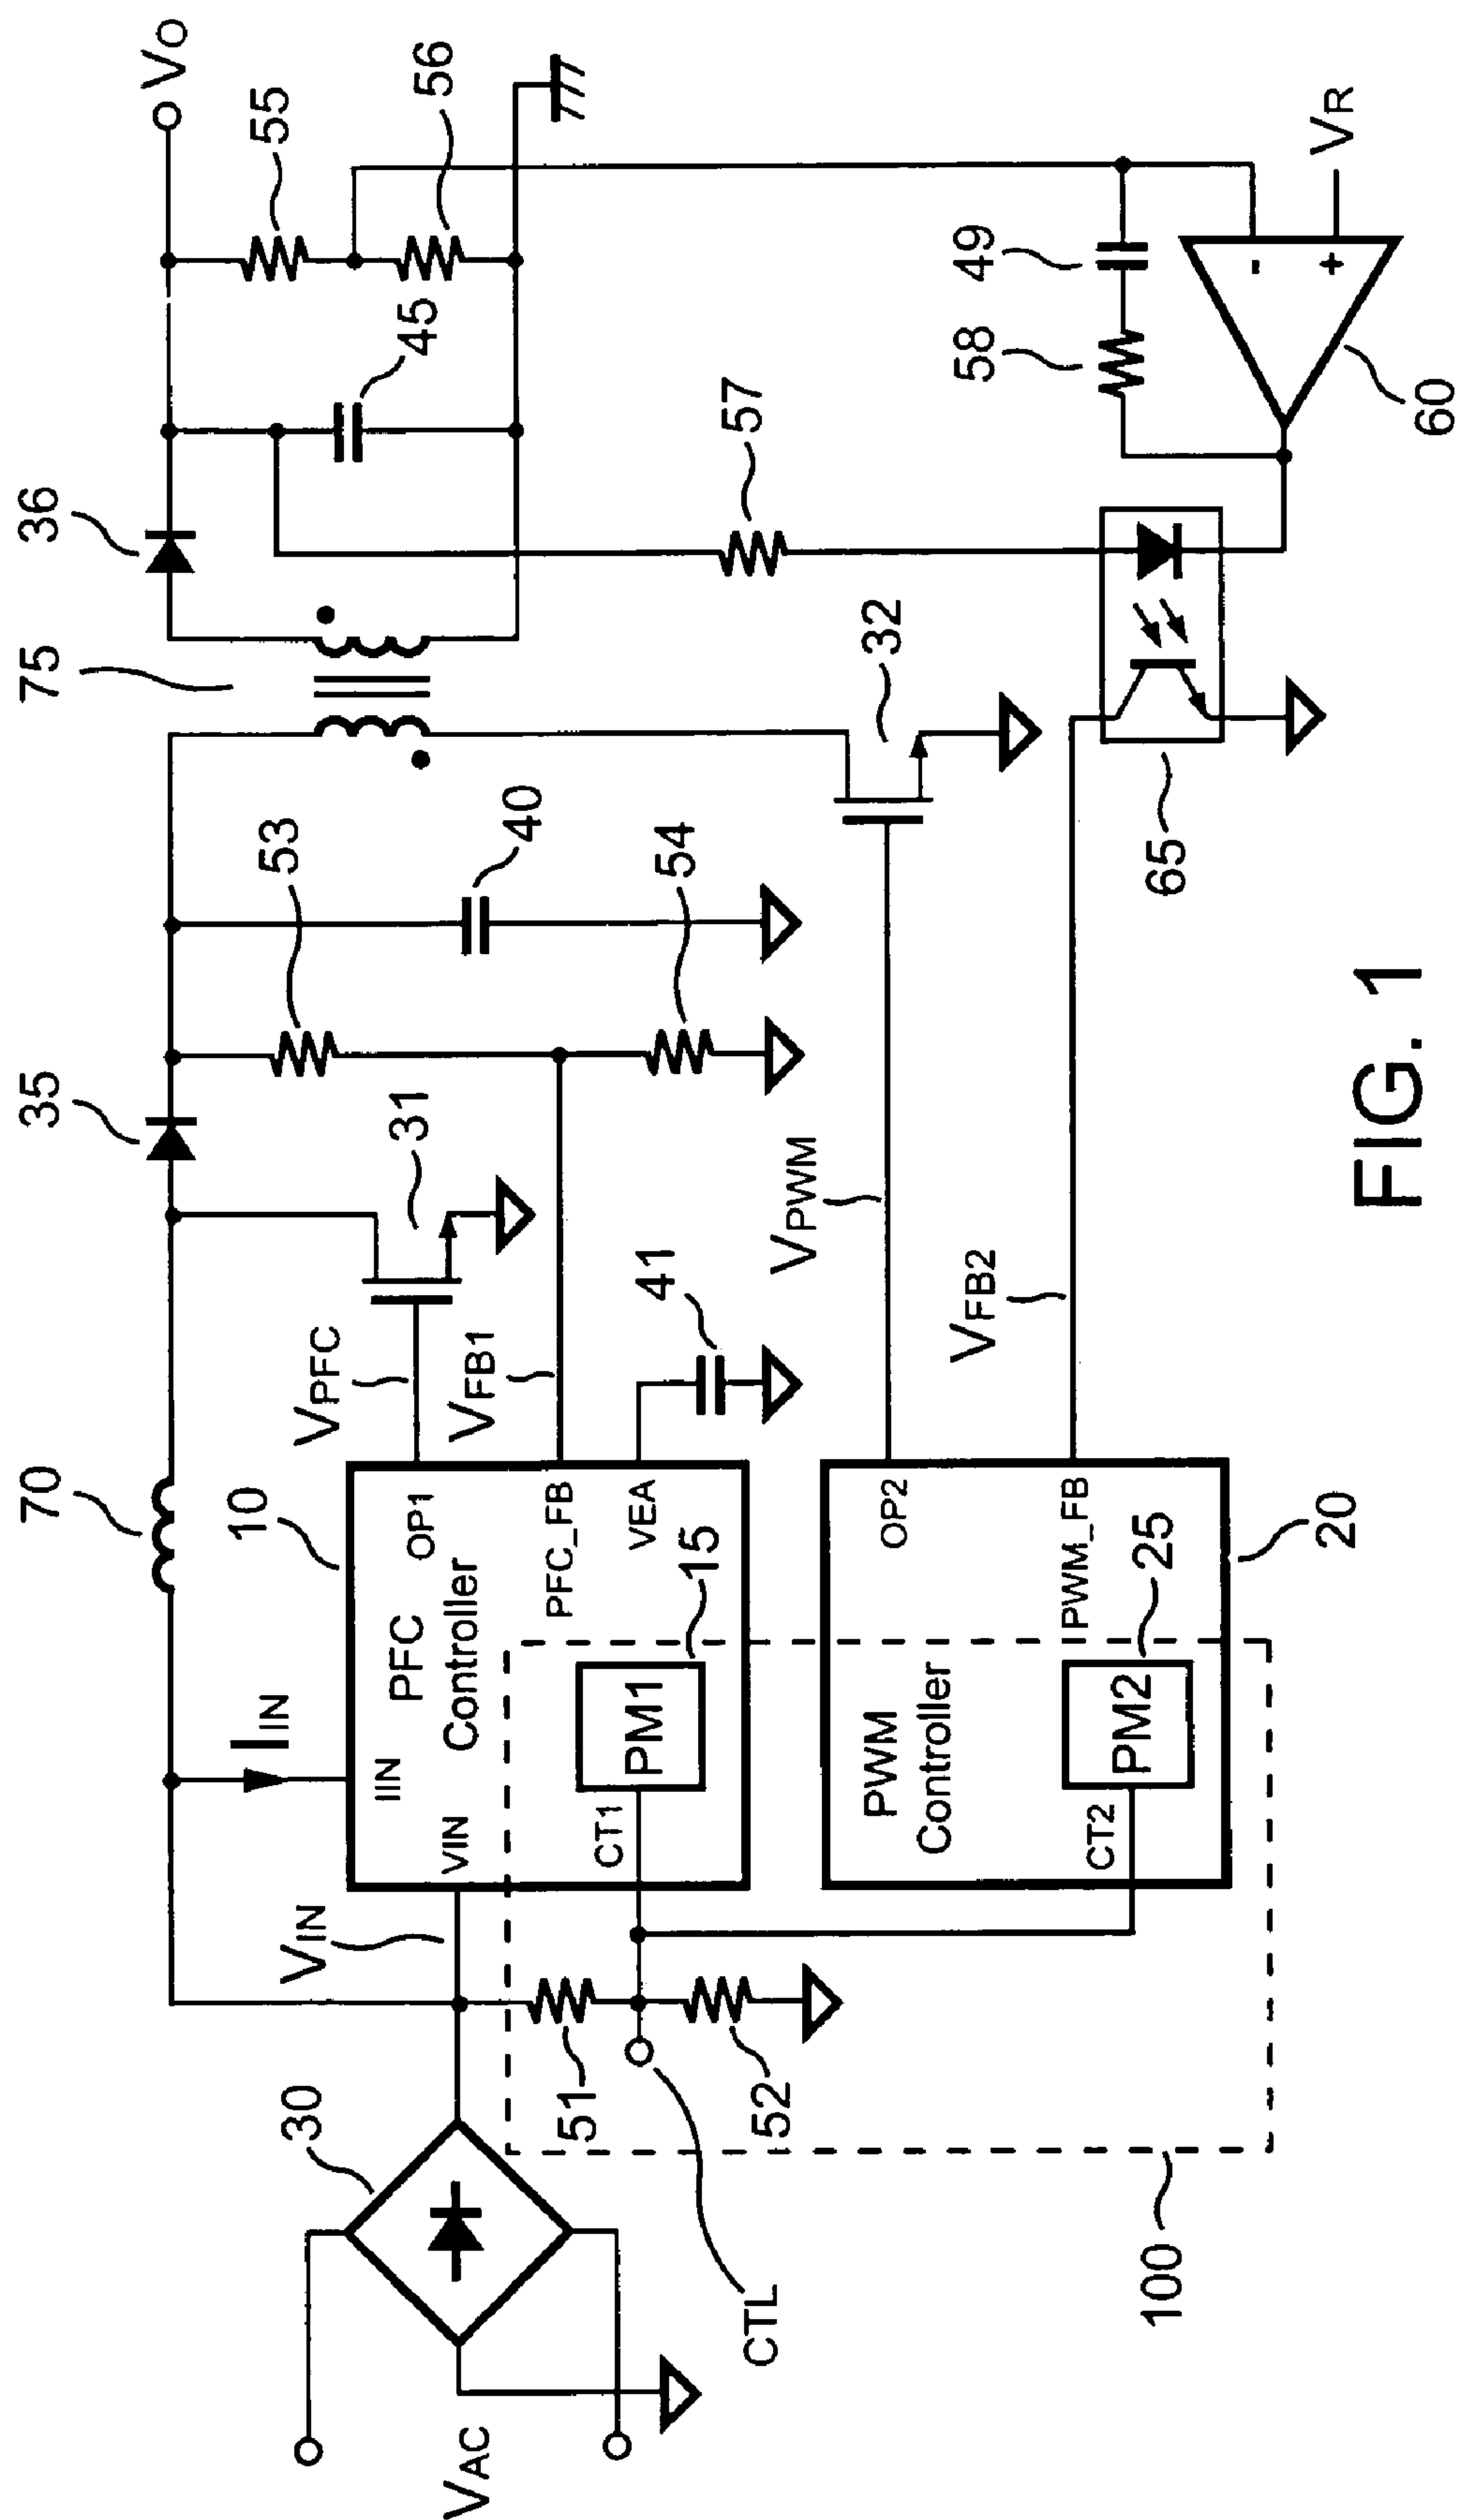 70
35
75
36
VO
IIN
10
VPFC
31
53
40
45
55
56
VIN
30
VAC
IIN
VIN
PFC
Controller
OP1
PFC_FB
VEA
VFB1
41
54
57
51
52
CTL
CT1
PM1
15
VPWM
32
PWM
Controller
OP2
PWM_FB
CT2
PM2
25
20
VFB2
65
58
49
-
+
60
VR
100
FIG. 1